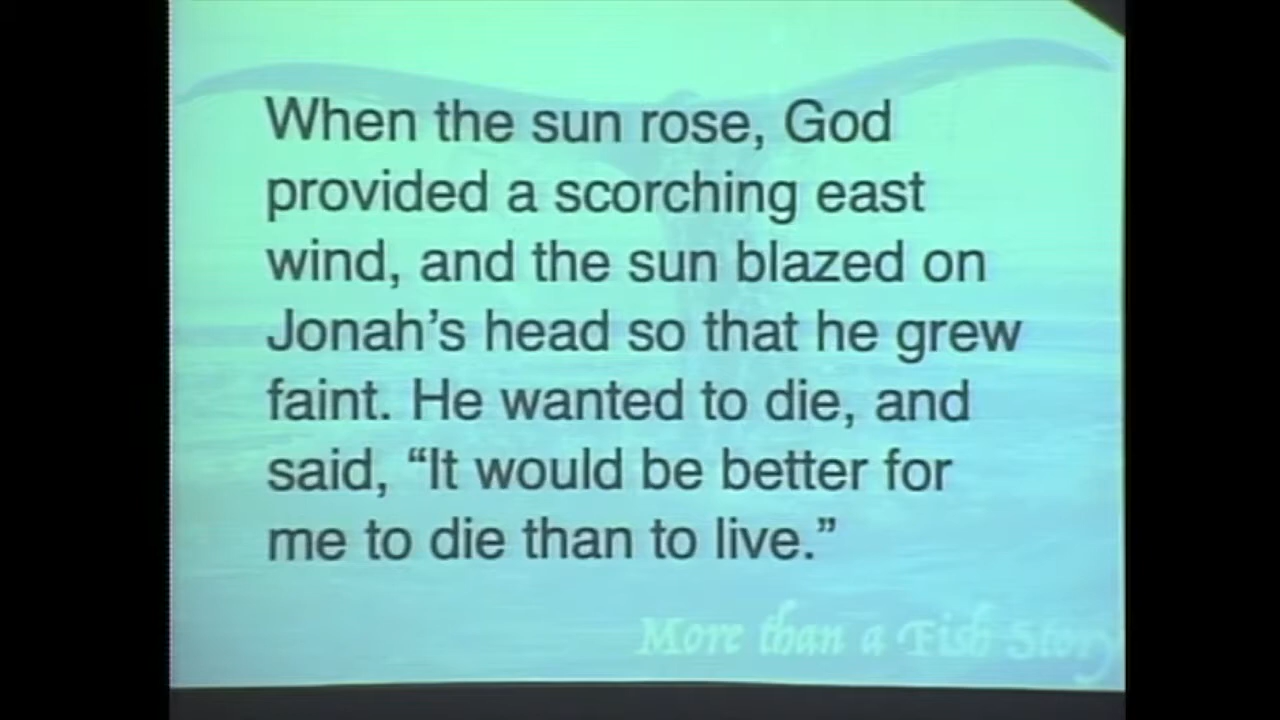 When the sun rose, God
provided a scorching east
wind, and the sun blazed on
Jonah’s head so that he grew
faint. He wanted to die, and
said, “It would be better for
me to die than to live.”
More than a Fish Story